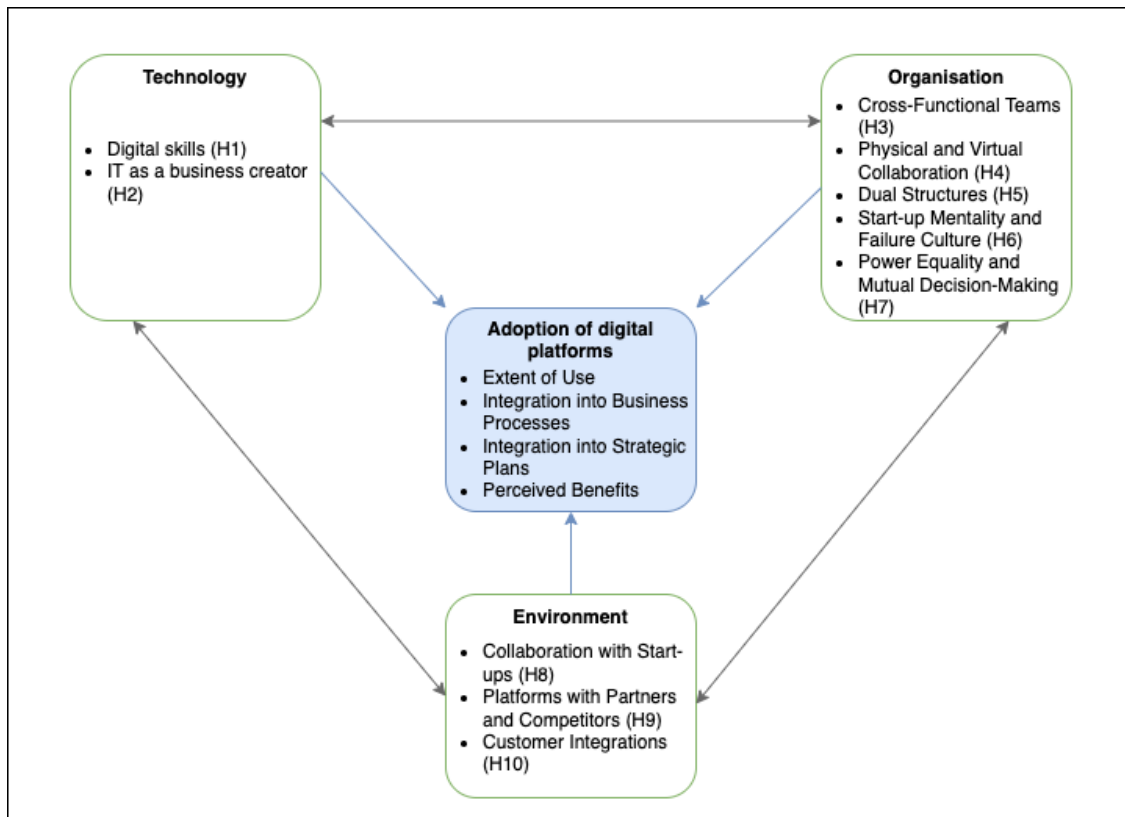 Technology
• Digital skills (H1)
• IT as a business creator
(H2)
Organisation
• Cross-Functional Teams
(H3)
• Physical and Virtual
Collaboration (H4)
• Dual Structures (H5)
• Start-up Mentality and
Failure Culture (H6)
• Power Equality and
Mutual Decision-Making
(H7)
Adoption of digital
platforms
• Extent of Use
• Integration into Business
Processes
• Integration into Strategic
Plans
• Perceived Benefits
Environment
• Collaboration with Start-
ups (H8)
• Platforms with Partners
and Competitors (H9)
• Customer Integrations
(H10)